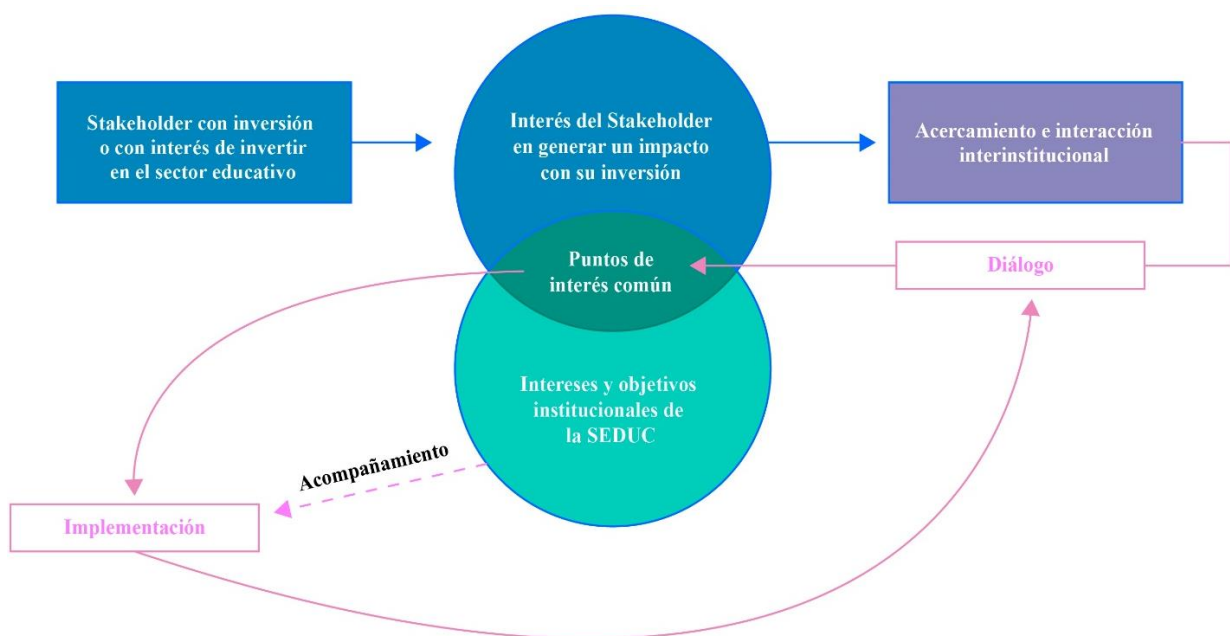 Stakeholder con inversión
o con interés de invertir
en el sector educativo
Interés del Stakeholder
en generar un impacto
con su inversión
Acercamiento e interacción
interinstitucional
Puntos de
interés común
Diálogo
Intereses y objetivos
institucionales de
la SEDUC
Acompañamiento
Implementación